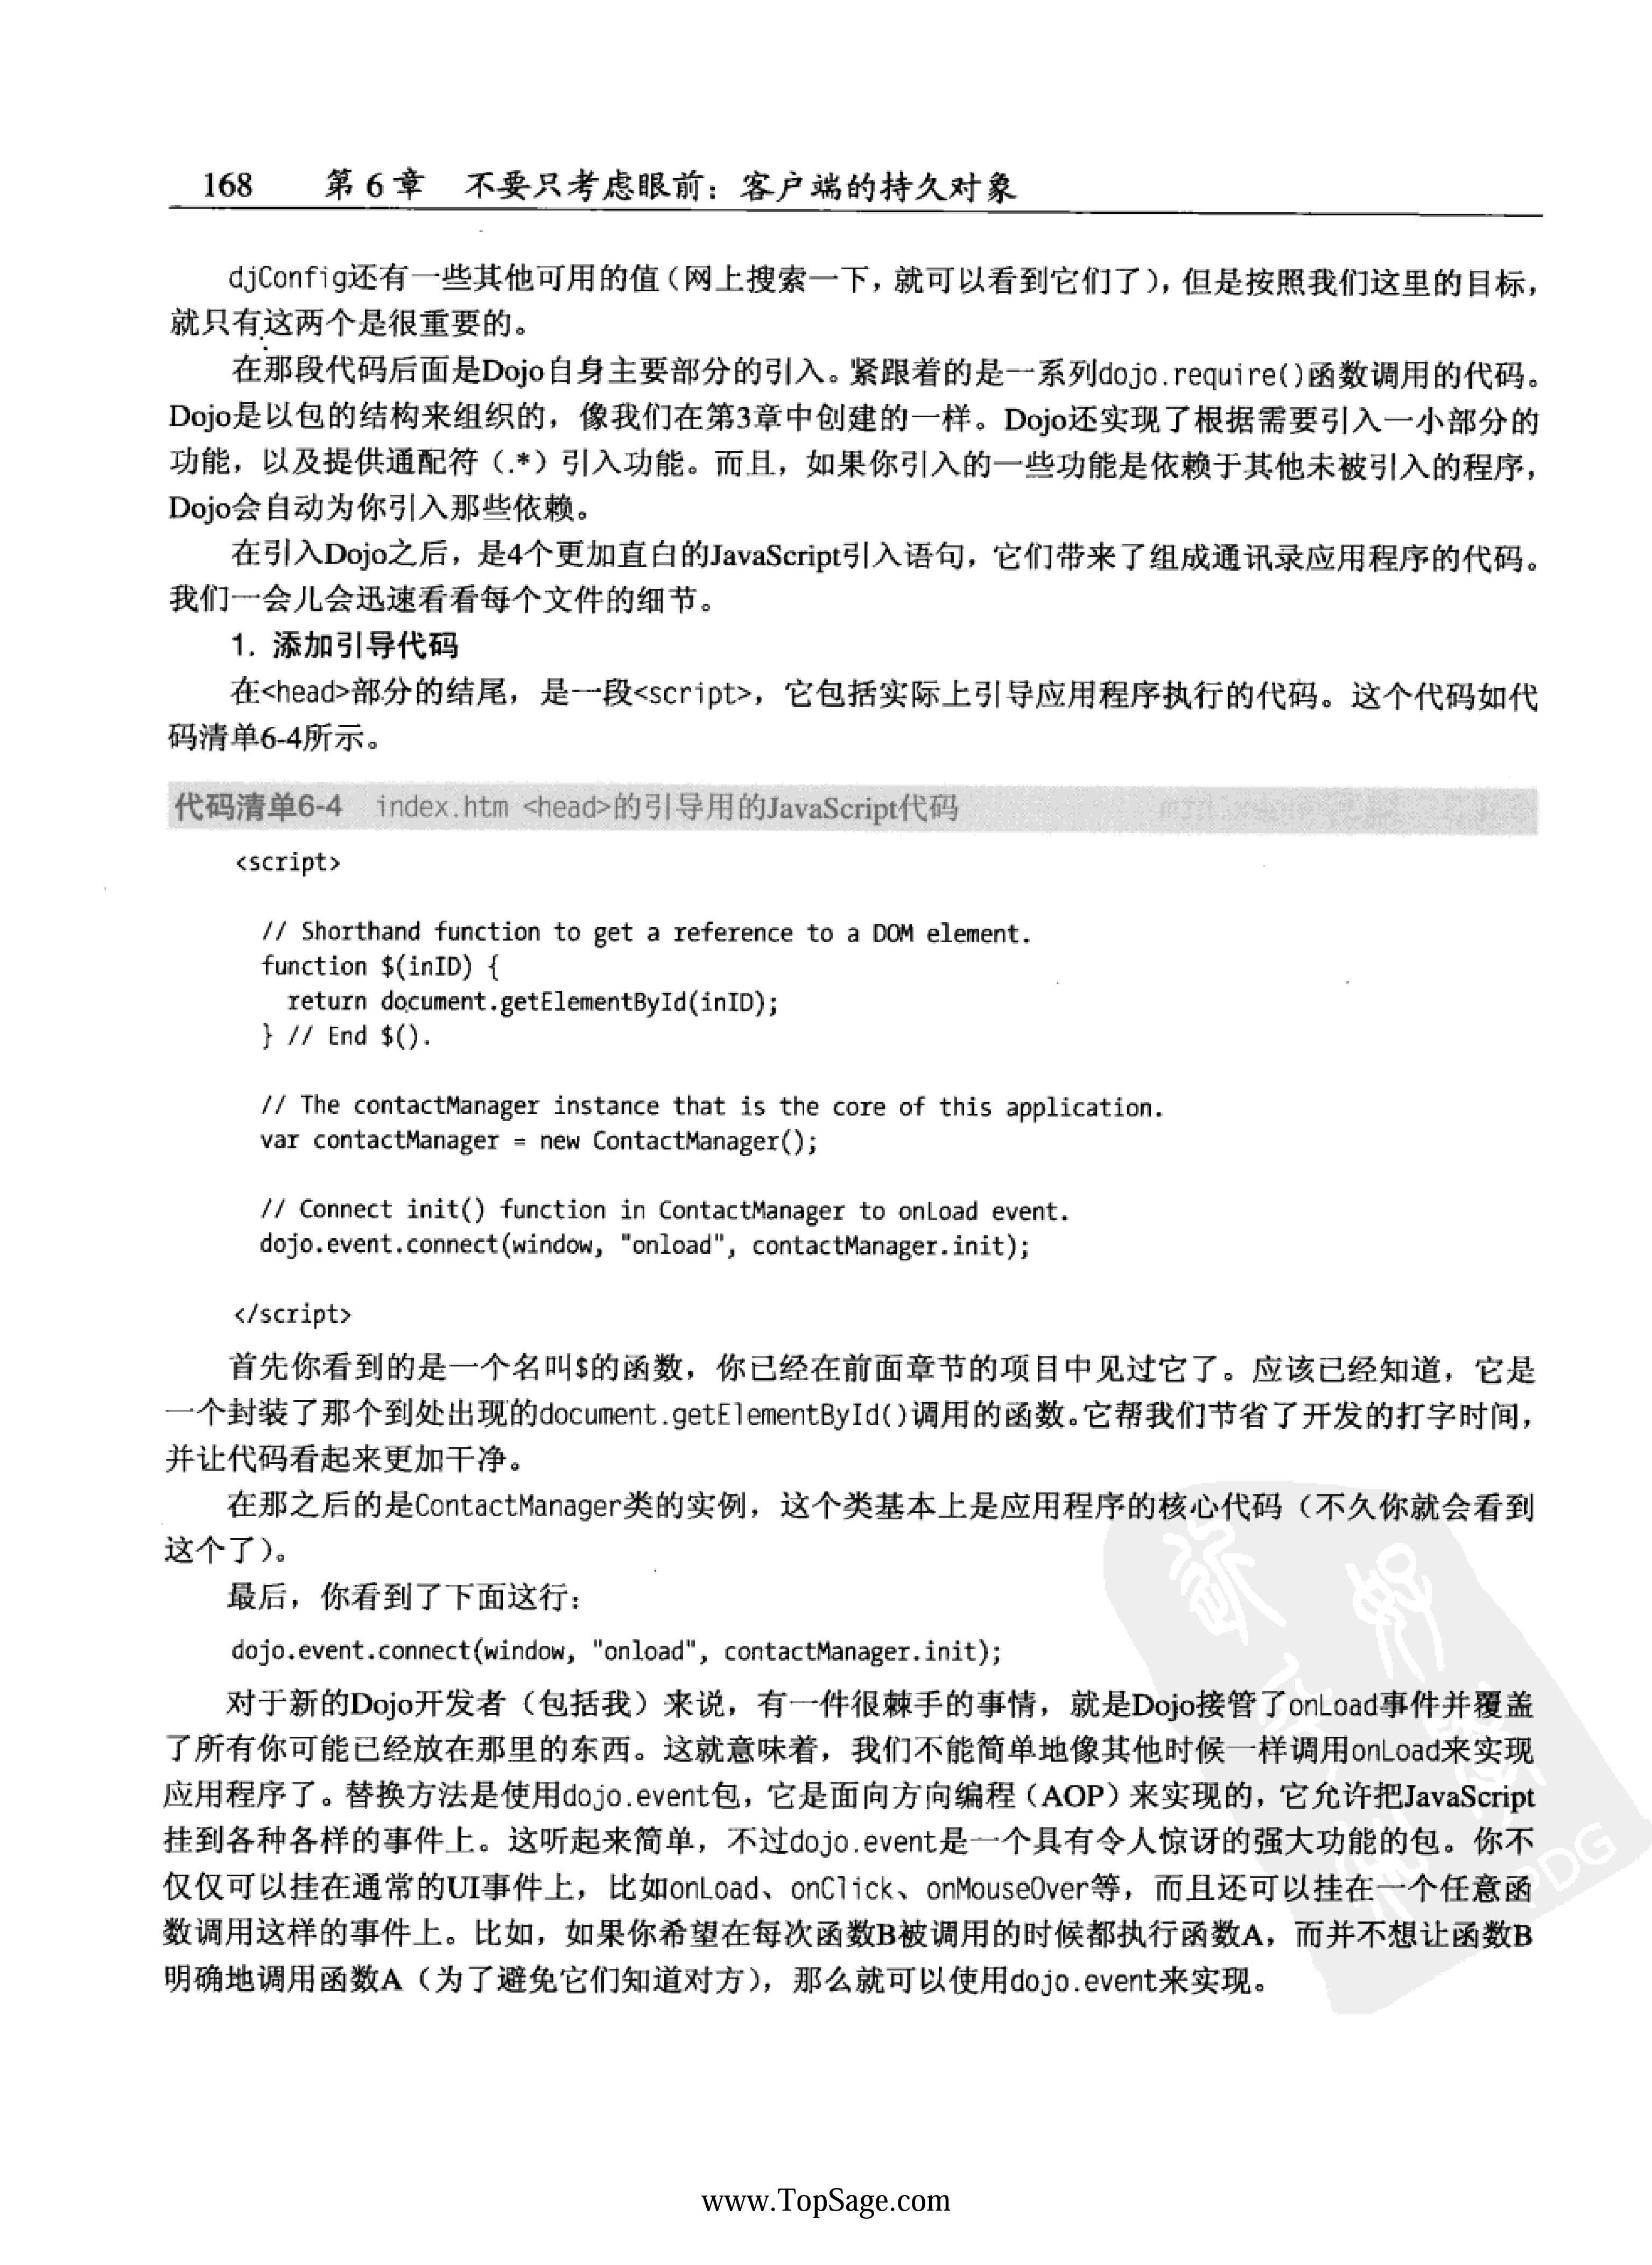 168 第6章 不要只考虑眼前：客户端的持久对象
djConfig还有一些其他可用的值（网上搜索一下，就可以看到它们了），但是按照我们这里的目标，
就只有这两个是很重要的。
在那段代码后面是Dojo自身主要部分的引入。紧跟着的是一系列dojo.require()函数调用的代码。
Dojo是以包的结构来组织的，像我们在第3章中创建的一样。Dojo还实现了根据需要引入一小部分的
功能，以及提供通配符（.*）引入功能。而且，如果你引入的一些功能是依赖于其他未被引入的程序，
Dojo会自动为你引入那些依赖。
在引入Dojo之后，是4个更加直白的JavaScript引入语句，它们带来了组成通讯录应用程序的代码。
我们一会儿会迅速看看每个文件的细节。
1. 添加引导代码
在<head>部分的结尾，是一段<script>，它包括实际上引导应用程序执行的代码。这个代码如代
码清单6-4所示。
代码清单6-4 index.htm <head>的引导用的JavaScript代码
<script>
// Shorthand function to get a reference to a DOM element.
function $(inID) {
return document.getElementById(inID);
} // End $().
// The contactManager instance that is the core of this application.
var contactManager = new ContactManager();
// Connect init() function in ContactManager to onLoad event.
dojo.event.connect(window, "onload", contactManager.init);
</script>
首先你看到的是一个名叫$的函数，你已经在前面章节的项目中见过它了。应该已经知道，它是
一个封装了那个到处出现的document.getElementById()调用的函数。它帮我们节省了开发的打字时间，
并让代码看起来更加干净。
在那之后的是ContactManager类的实例，这个类基本上是应用程序的核心代码（不久你就会看到
这个了）。
最后，你看到了下面这行：
dojo.event.connect(window, "onload", contactManager.init);
对于新的Dojo开发者（包括我）来说，有一件很棘手的事情，就是Dojo接管了onLoad事件并覆盖
了所有你可能已经放在那里的东西。这就意味着，我们不能简单地像其他时候一样调用onLoad来实现
应用程序了。替换方法是使用dojo.event包，它是面向方向编程（AOP）来实现的，它允许把JavaScript
挂到各种各样的事件上。这听起来简单，不过dojo.event是一个具有令人惊讶的强大功能的包。你不
仅仅可以挂在通常的UI事件上，比如onLoad、onClick、onMouseOver等，而且还可以挂在一个任意函
数调用这样的事件上。比如，如果你希望在每次函数B被调用的时候都执行函数A，而并不想让函数B
明确地调用函数A（为了避免它们知道对方），那么就可以使用dojo.event来实现。
PDG
www.TopSage.com